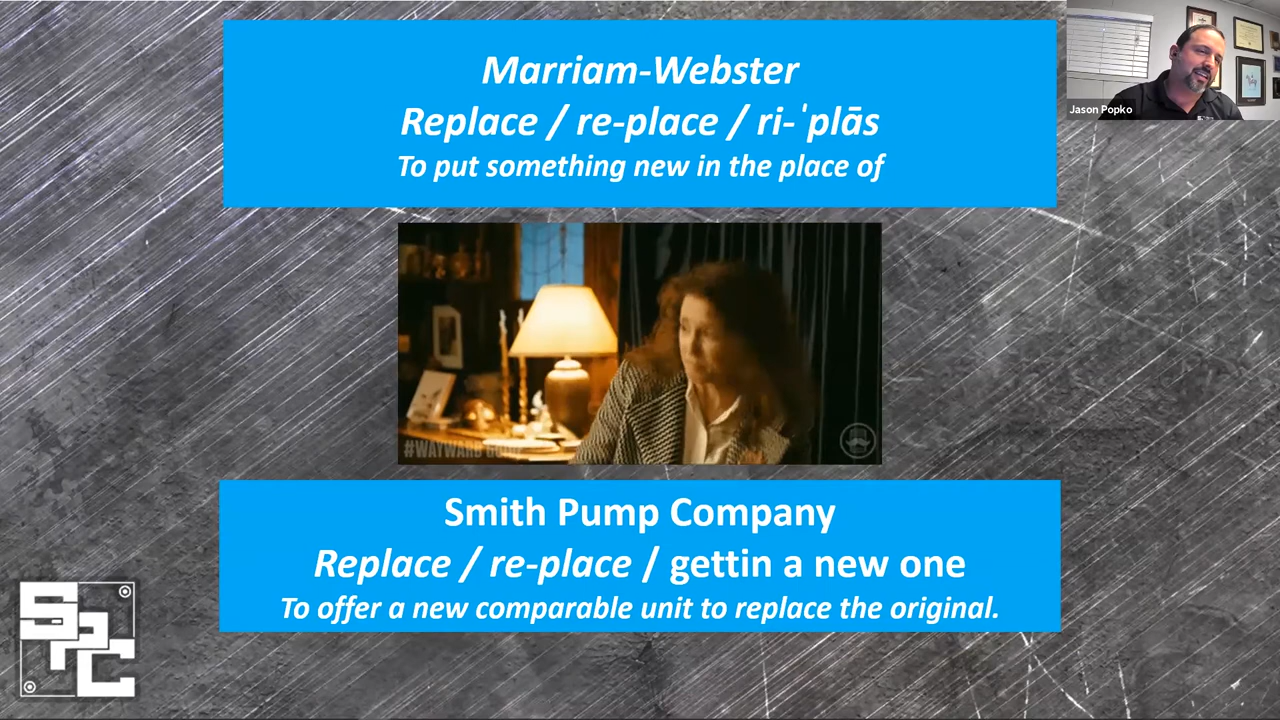 Marriam-Webster
Replace / re-place / ri-ˈplās
To put something new in the place of
Jason Popko
#WAYWARD
Smith Pump Company
Replace / re-place / gettin a new one
To offer a new comparable unit to replace the original.
SPC